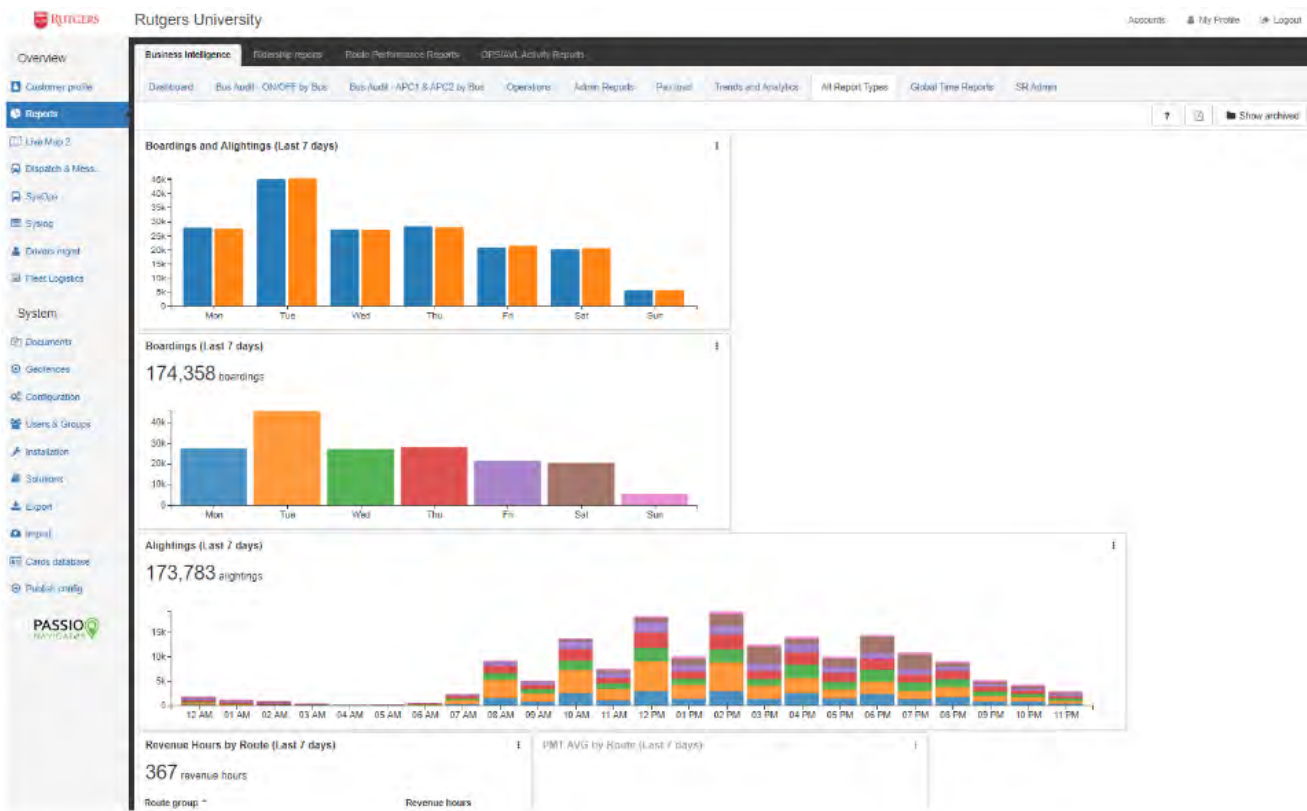 RUTGERS
Rutgers University
Accounts My Profile Logout
Overview
Customer profile
Reports
Live Map 2
Dispatch & Mess...
SysOps
Syslog
Drivers mgmt
Fleet Logistics
System
Documents
Geofences
Configuration
Users & Groups
Installation
Solutions
Export
Import
Cards database
Publish config
PASSIO
NAVIGATOR
Business Intelligence Ridership reports Route Performance Reports OPS/AVL Activity Reports
Dashboard Bus Audit - ON/OFF by Bus Bus Audit - APC1 & APC2 by Bus Operations Admin Reports Trends and Analytics All Report Types Global Time Reports SR Admin
? Show archived
Boardings and Alightings (Last 7 days)
45k
40k
35k
30k
25k
20k
15k
10k
5k
0
Mon Tue Wed Thu Fri Sat Sun
Boardings (Last 7 days)
174,358 boardings
40k
30k
20k
10k
0
Mon Tue Wed Thu Fri Sat Sun
Alightings (Last 7 days)
173,783 alightings
15k
10k
5k
0
12 AM 01 AM 02 AM 03 AM 04 AM 05 AM 06 AM 07 AM 08 AM 09 AM 10 AM 11 AM 12 PM 01 PM 02 PM 03 PM 04 PM 05 PM 06 PM 07 PM 08 PM 09 PM 10 PM 11 PM
Revenue Hours by Route (Last 7 days)
367 revenue hours
Route group Revenue hours
PMT AVG by Route (Last 7 days)